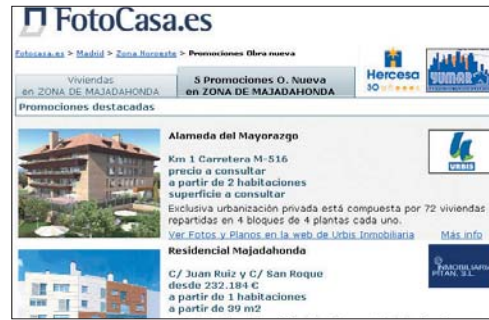 FotoCasa.es
Fotocasa.es > Madrid > Zona Noroeste > Promociones Obra nueva
Viviendas
en ZONA DE MAJADAHONDA
5 Promociones O. Nueva
en ZONA DE MAJADAHONDA
Hercesa
YUMAR
Promociones destacadas
Alameda del Mayorazgo
Km 1 Carretera M-516
precio a consultar
a partir de 2 habitaciones
superficie a consultar
Exclusiva urbanización privada está compuesta por 72 viviendas
repartidas en 4 bloques de 4 plantas
cada uno.
Ver Fotos y Planos en la web de Urbis Inmobiliaria
Más info
URBIS
Residencial Majadahonda
C/ Juan Ruiz y C/ San Roque
desde 232.184 €
a partir de 1 habitaciones
a partir de 39 m2
INMOBILIARIA
PITAN, S.L.